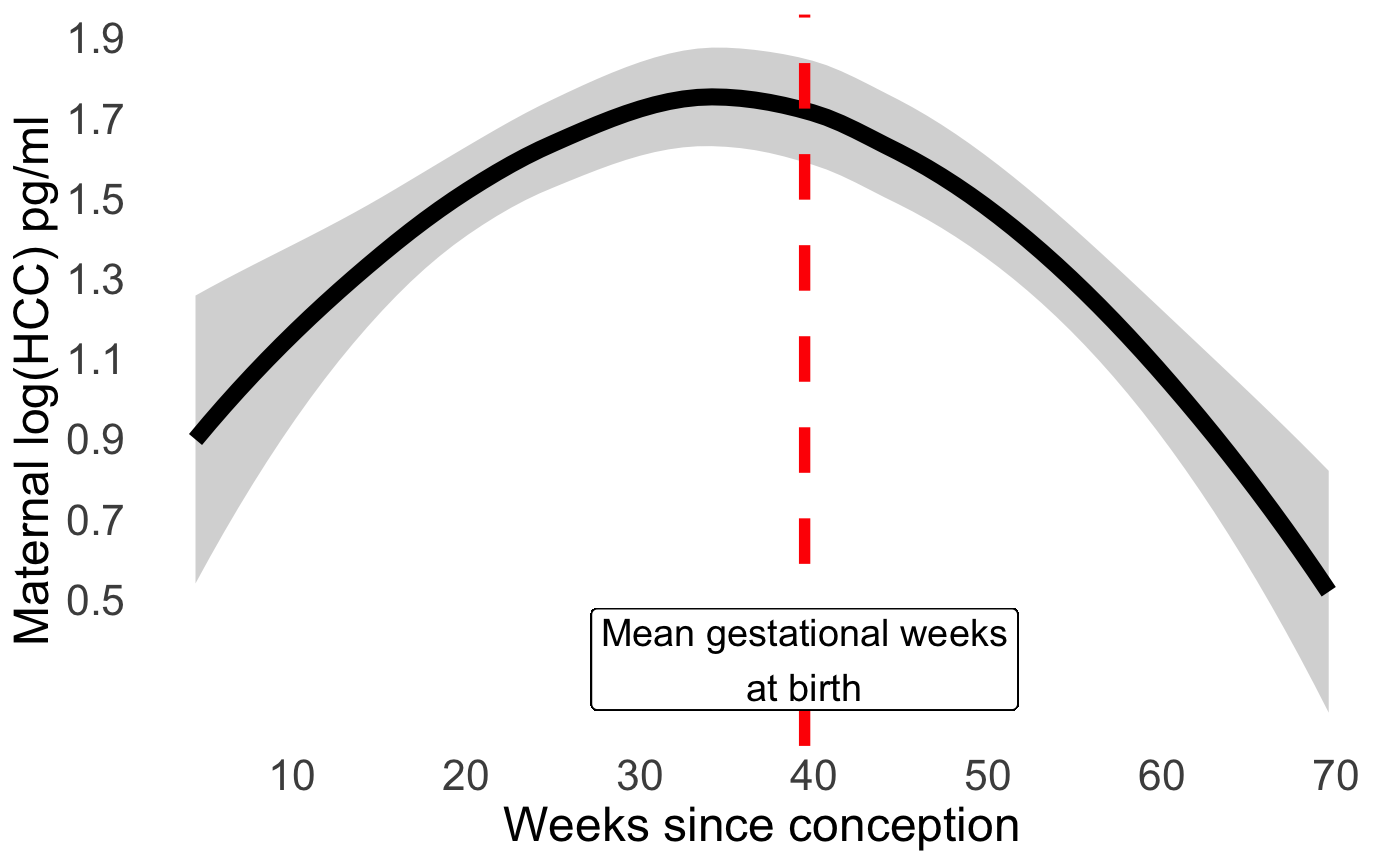 Maternal log(HCC) pg/ml
1.9
1.7
1.5
1.3
1.1
0.9
0.7
0.5
Mean gestational weeks
at birth
10 20 30 40 50 60 70
Weeks since conception